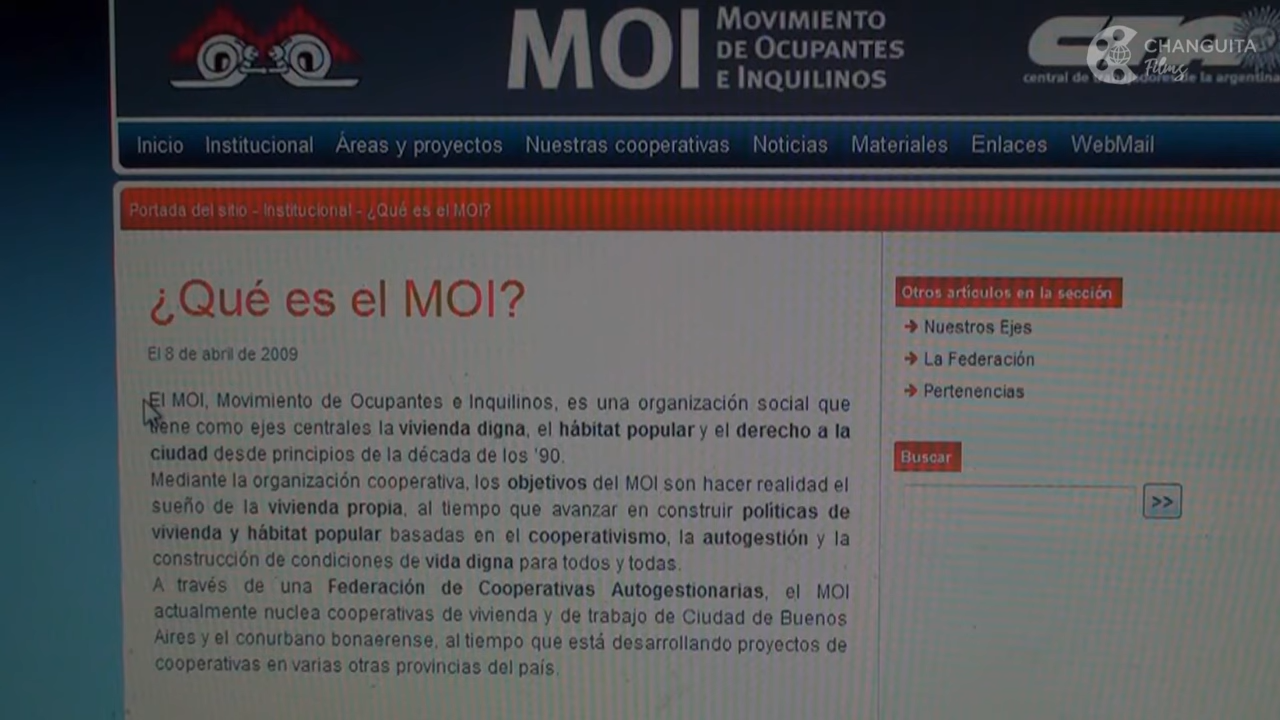 MOI
MOVIMIENTO
DE OCUPANTES
E INQUILINOS
CTA
central de trabajadores de la argentina
CHANGUITA
Films
Inicio Institucional Áreas y proyectos Nuestras cooperativas Noticias Materiales Enlaces WebMail
Portada del sitio - Institucional - ¿Qué es el MOI?
¿Qué es el MOI?
El 8 de abril de 2009
El MOI, Movimiento de Ocupantes e Inquilinos, es una organización social que
tiene como ejes centrales la vivienda digna, el hábitat popular y el derecho a la
ciudad desde principios de la década de los '90.
Mediante la organización cooperativa, los objetivos del MOI son hacer realidad el
sueño de la vivienda propia, al tiempo que avanzar en construir políticas de
vivienda y hábitat popular basadas en el cooperativismo, la autogestión y la
construcción de condiciones de vida digna para todos y todas.
A través de una Federación de Cooperativas Autogestionarias, el MOI
actualmente nuclea cooperativas de vivienda y de trabajo de Ciudad de Buenos
Aires y el conurbano bonaerense, al tiempo que está desarrollando proyectos de
cooperativas en varias otras provincias del país.
Otros artículos en la sección
Nuestros Ejes
La Federación
Pertenencias
Buscar
>>